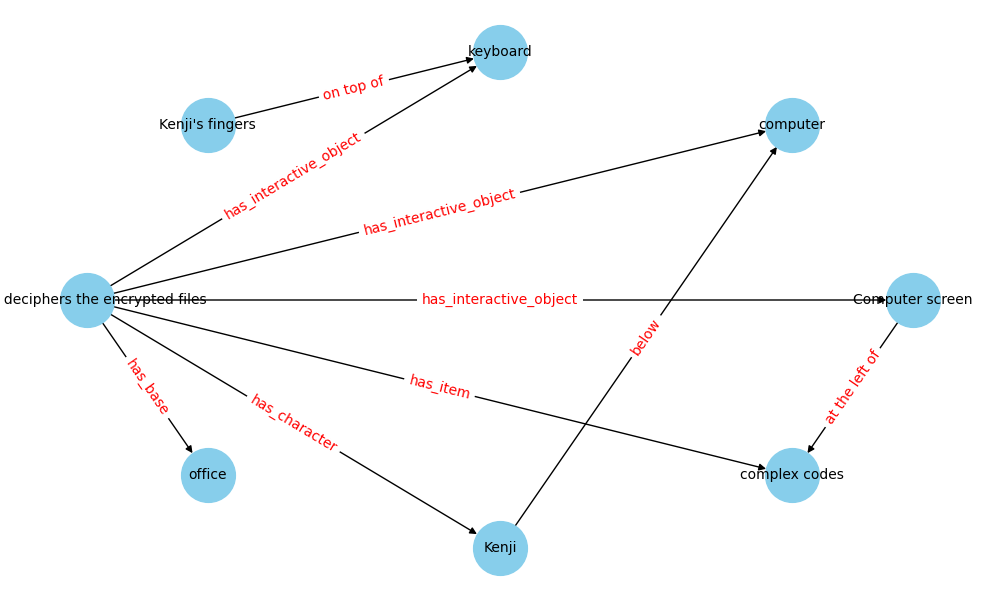 keyboard
on top of
Kenji's fingers
computer
has_interactive_object
has_interactive_object
deciphers the encrypted files
has_interactive_object
Computer screen
below
has_base
has_item
at the left of
has_character
office
complex codes
Kenji